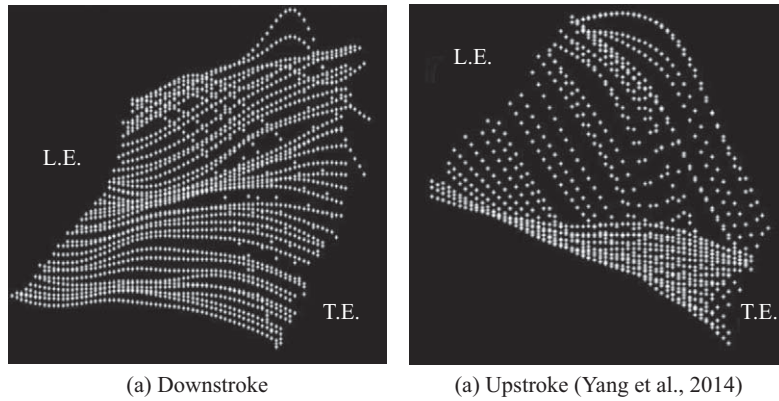 L.E.
T.E.
(a) Downstroke
L.E.
T.E.
(a) Upstroke (Yang et al., 2014)